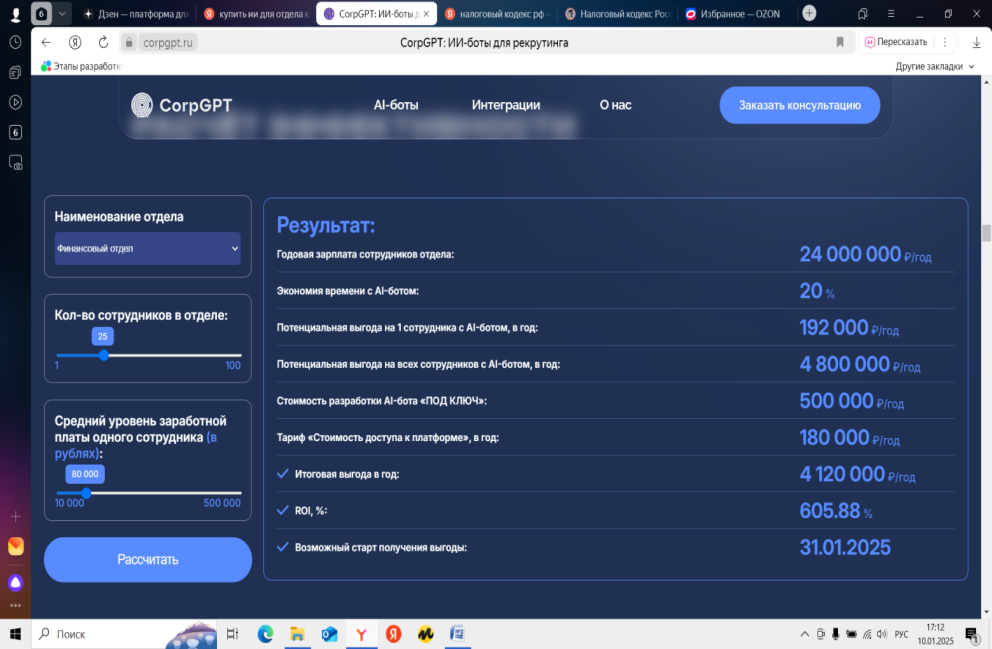 6
Дзен — платформа для
купить ии для отдела к
CorpGPT: ИИ-боты д
налоговый кодекс рф -
Налоговый кодекс Рос
Избранное — OZON
corpgpt.ru
CorpGPT: ИИ-боты для рекрутинга
Пересказать
Этапы разработк
Другие закладки
6
CorpGPT
AI-боты
Интеграции
О нас
Заказать консультацию
РАСЧЁТ ЭФФЕКТИВНОСТИ
Наименование отдела
Финансовый отдел
Кол-во сотрудников в отделе:
25
1
100
Средний уровень заработной
платы одного сотрудника (в
рублях):
80 000
10 000
500 000
Рассчитать
Результат:
Годовая зарплата сотрудников отдела:
24 000 000 ₽/год
Экономия времени с AI-ботом:
20 %
Потенциальная выгода на 1 сотрудника с AI-ботом, в год:
192 000 ₽/год
Потенциальная выгода на всех сотрудников с AI-ботом, в год:
4 800 000 ₽/год
Стоимость разработки AI-бота «ПОД КЛЮЧ»:
500 000 ₽/год
Тариф «Стоимость доступа к платформе», в год:
180 000 ₽/год
Итоговая выгода в год:
4 120 000 ₽/год
ROI, %:
605.88 %
Возможный старт получения выгоды:
31.01.2025
Поиск
РУС
17:12
10.01.2025
1